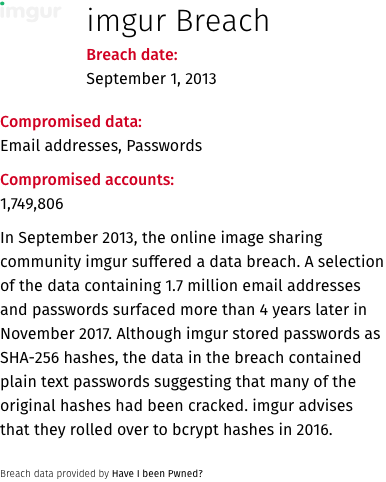 imgur
imgur Breach
Breach date:
September 1, 2013
Compromised data:
Email addresses, Passwords
Compromised accounts:
1,749,806
In September 2013, the online image sharing
community imgur suffered a data breach. A selection
of the data containing 1.7 million email addresses
and passwords surfaced more than 4 years later in
November 2017. Although imgur stored passwords as
SHA-256 hashes, the data in the breach contained
plain text passwords suggesting that many of the
original hashes had been cracked. imgur advises
that they rolled over to bcrypt hashes in 2016.
Breach data provided by Have I been Pwned?